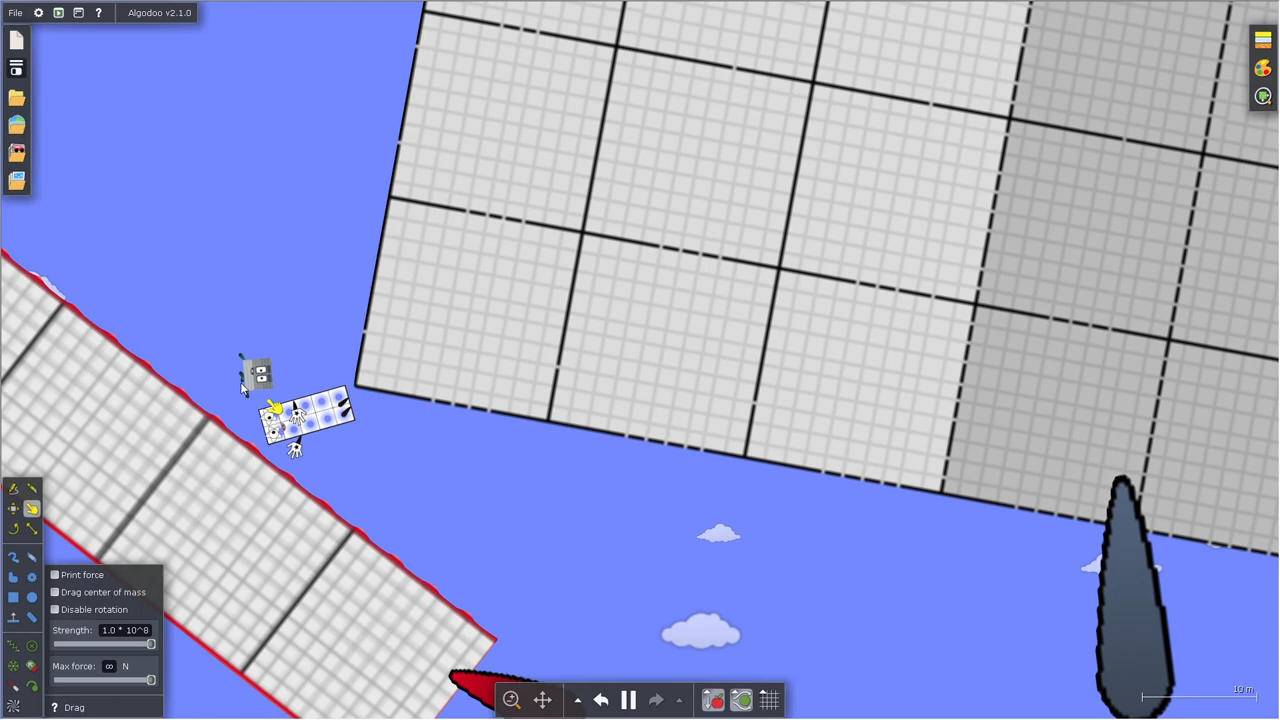 File ? Algodoo v2.1.0
Print force
Drag center of mass
Disable rotation
Strength: 1.0 * 10^8
Max force: ∞ N
Drag
10 m